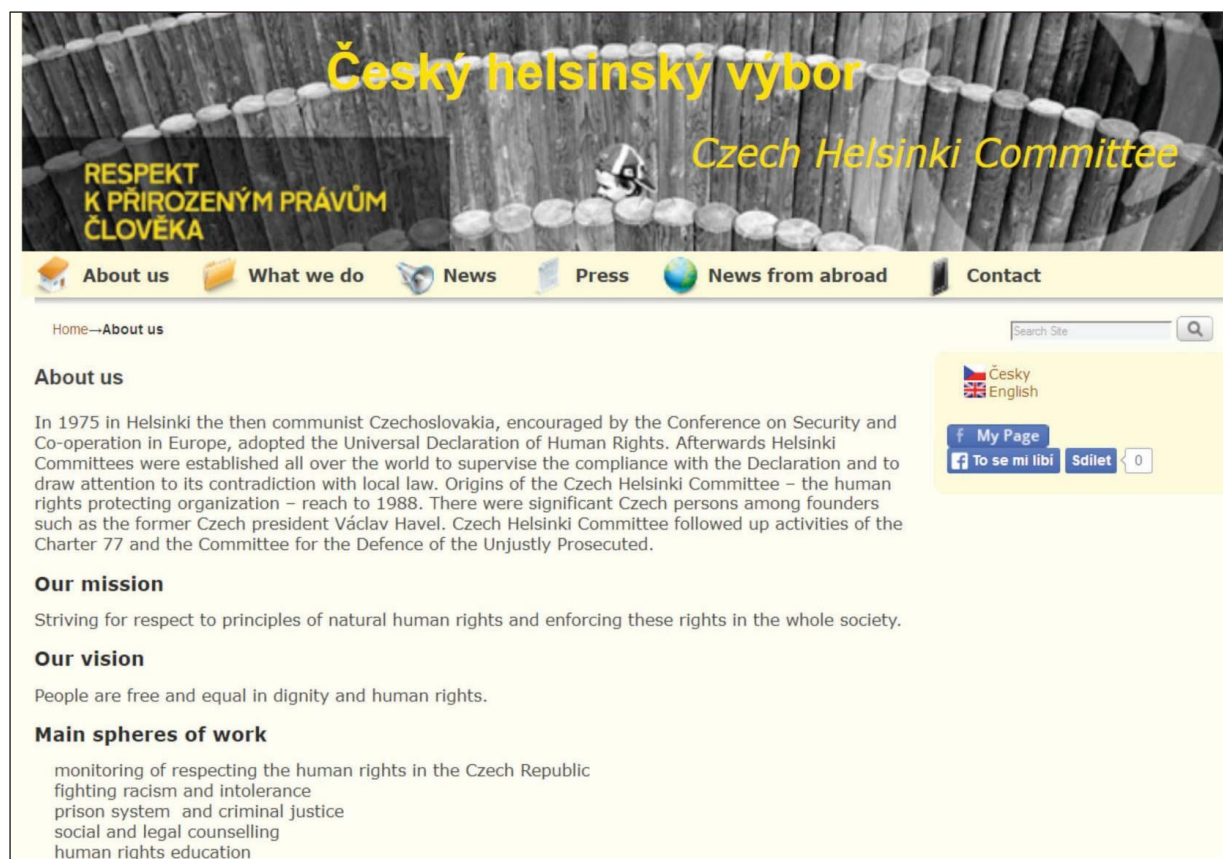 Český helsinský výbor
Czech Helsinki Committee
RESPEKT
K PŘIROZENÝM PRÁVŮM
ČLOVĚKA
About us What we do News Press News from abroad Contact
Home→About us
Search Site
About us
In 1975 in Helsinki the then communist Czechoslovakia, encouraged by the Conference on Security and
Co-operation in Europe, adopted the Universal Declaration of Human Rights. Afterwards Helsinki
Committees were established all over the world to supervise the compliance with the Declaration and to
draw attention to its contradiction with local law. Origins of the Czech Helsinki Committee – the human
rights protecting organization – reach to 1988. There were significant Czech persons among founders
such as the former Czech president Václav Havel. Czech Helsinki Committee followed up activities of the
Charter 77 and the Committee for the Defence of the Unjustly Prosecuted.
Our mission
Striving for respect to principles of natural human rights and enforcing these rights in the whole society.
Our vision
People are free and equal in dignity and human rights.
Main spheres of work
monitoring of respecting the human rights in the Czech Republic
fighting racism and intolerance
prison system and criminal justice
social and legal counselling
human rights education
Česky
English
f My Page
f To se mi líbí Sdílet 0